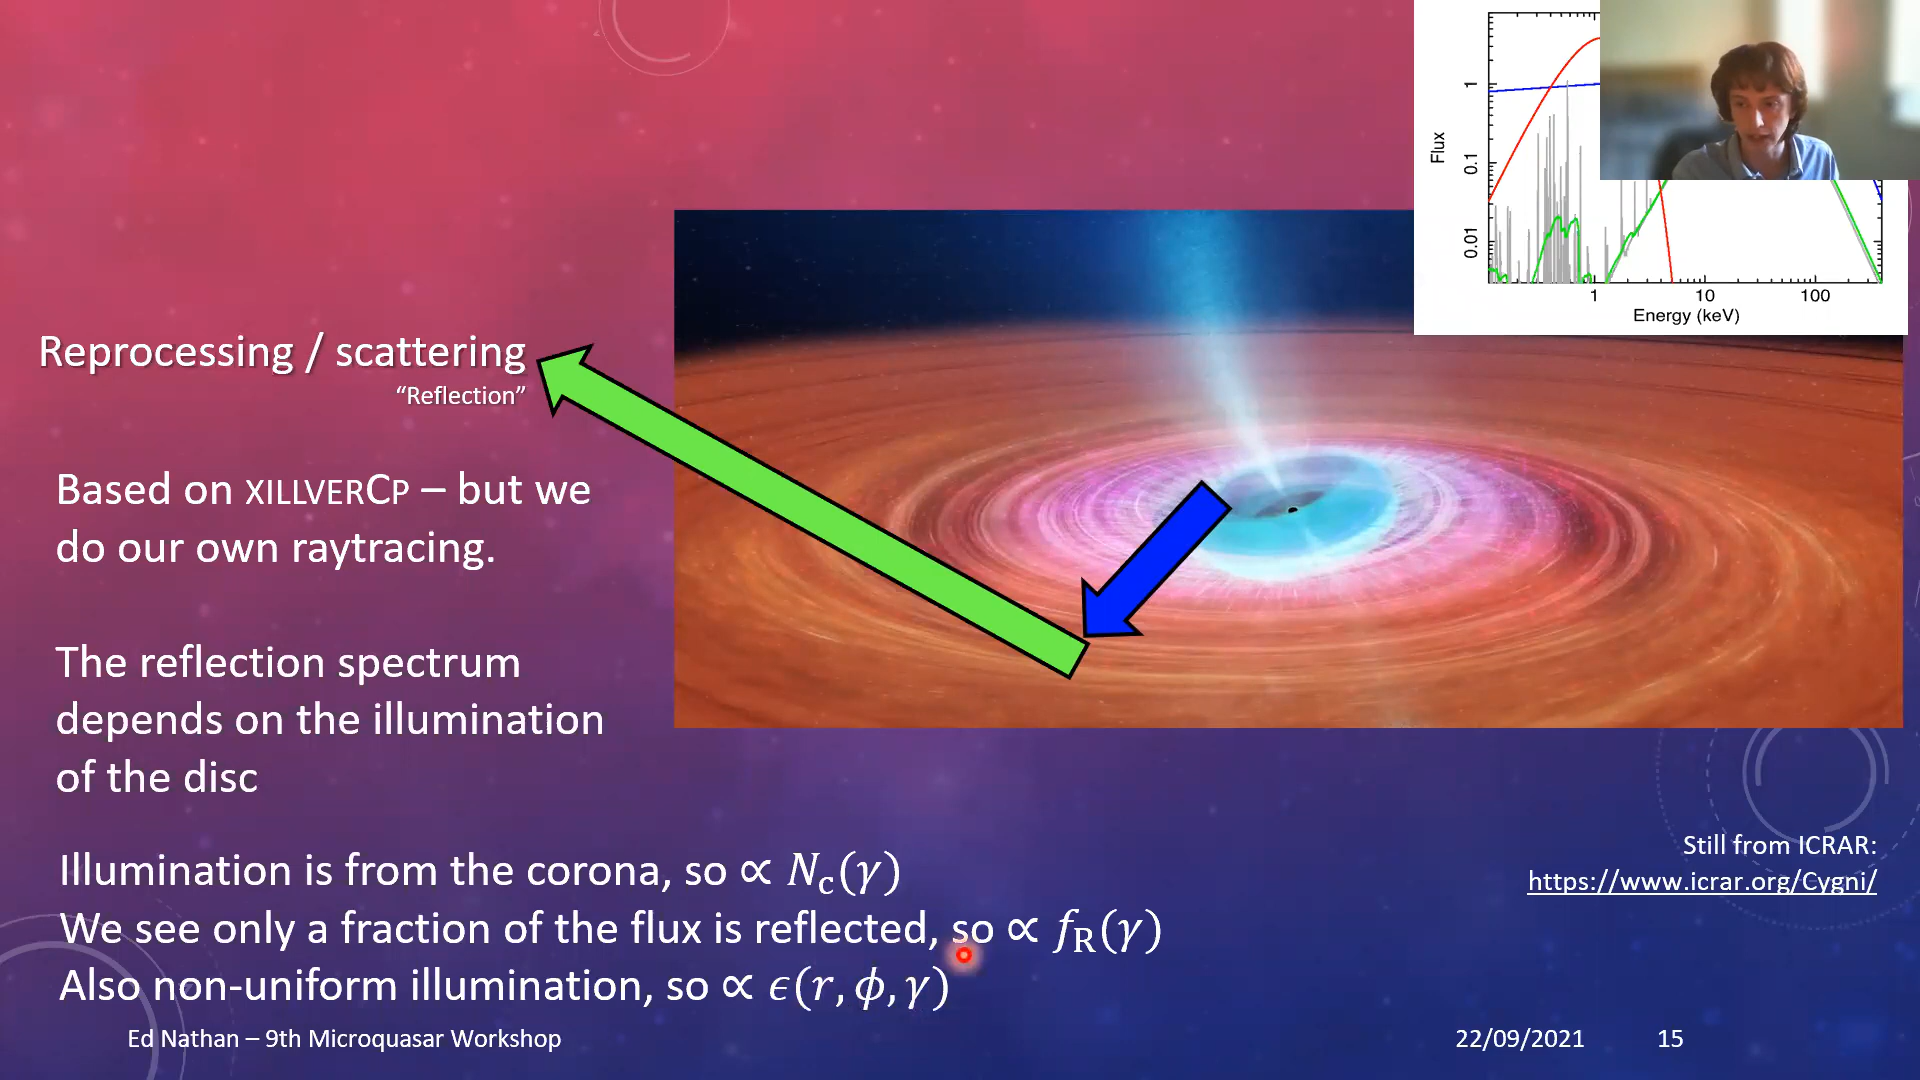 Flux
1
0.1
0.01
1 10 100
Energy (keV)
Reprocessing / scattering
“Reflection”
Based on XILLVERCP – but we
do our own raytracing.
The reflection spectrum
depends on the illumination
of the disc
Illumination is from the corona, so ∝ N_c(γ)
We see only a fraction of the flux is reflected, so ∝ f_R(γ)
Also non-uniform illumination, so ∝ ϵ(r, ϕ, γ)
Still from ICRAR:
https://www.icrar.org/Cygni/
Ed Nathan – 9th Microquasar Workshop
22/09/2021
15